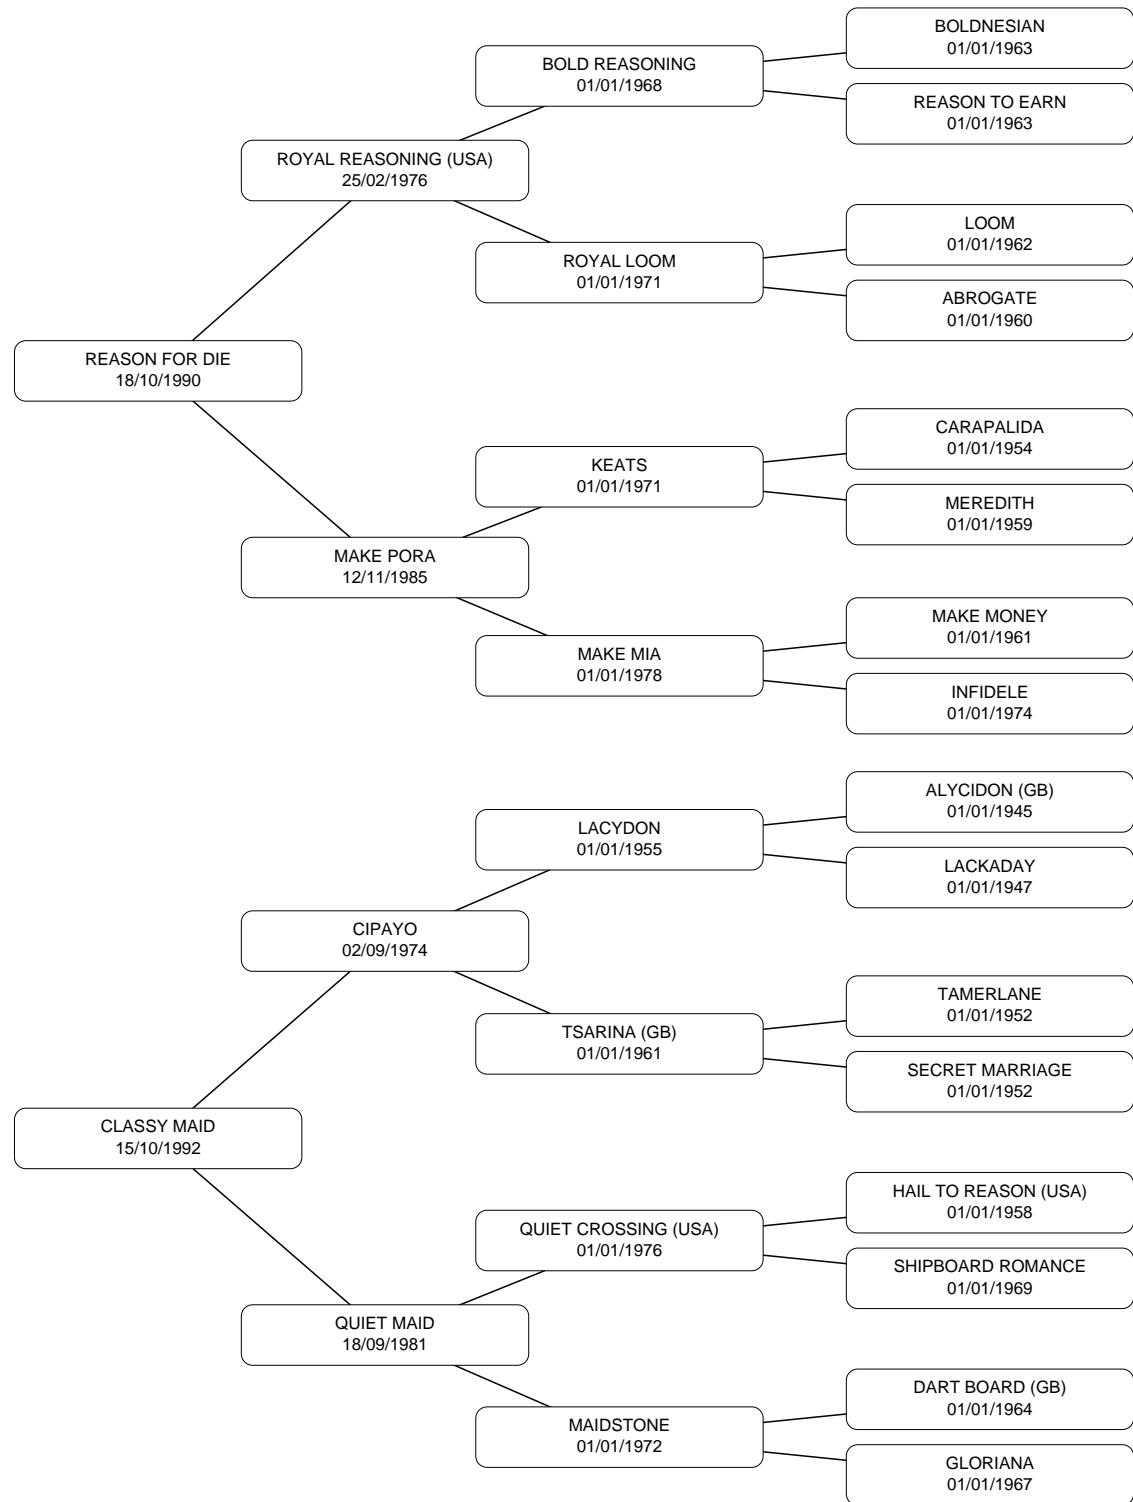 BOLDNESIAN
01/01/1963
BOLD REASONING
01/01/1968
REASON TO EARN
01/01/1963
ROYAL REASONING (USA)
25/02/1976
LOOM
01/01/1962
ROYAL LOOM
01/01/1971
ABROGATE
01/01/1960
REASON FOR DIE
18/10/1990
CARAPALIDA
01/01/1954
KEATS
01/01/1971
MEREDITH
01/01/1959
MAKE PORA
12/11/1985
MAKE MONEY
01/01/1961
MAKE MIA
01/01/1978
INFIDELE
01/01/1974
ALYCIDON (GB)
01/01/1945
LACYDON
01/01/1955
LACKADAY
01/01/1947
CIPAYO
02/09/1974
TAMERLANE
01/01/1952
TSARINA (GB)
01/01/1961
SECRET MARRIAGE
01/01/1952
CLASSY MAID
15/10/1992
HAIL TO REASON (USA)
01/01/1958
QUIET CROSSING (USA)
01/01/1976
SHIPBOARD ROMANCE
01/01/1969
QUIET MAID
18/09/1981
DART BOARD (GB)
01/01/1964
MAIDSTONE
01/01/1972
GLORIANA
01/01/1967